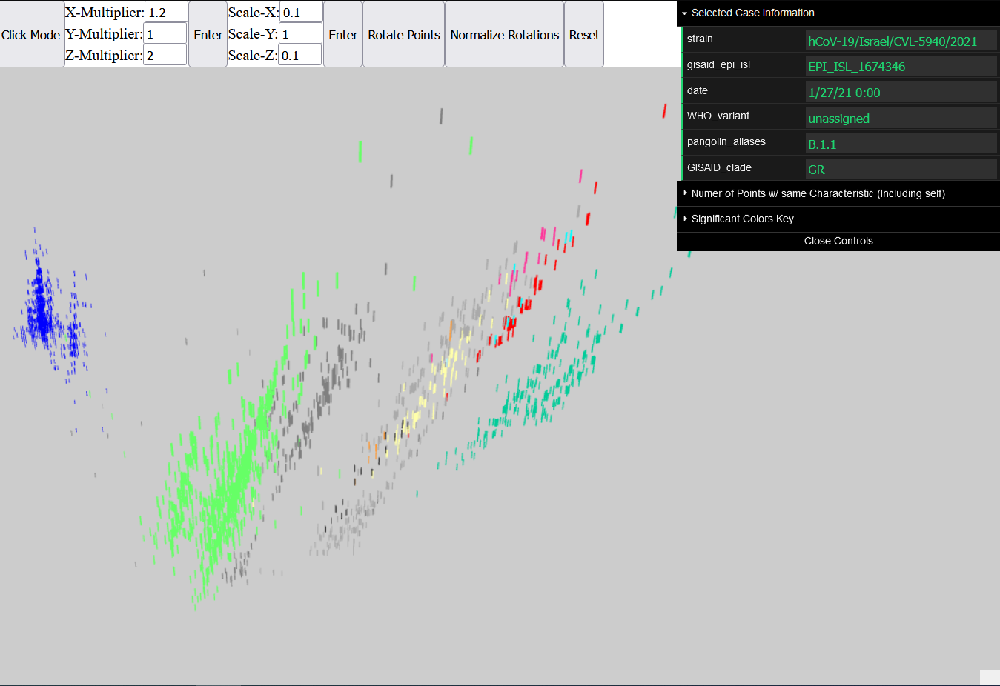 Click Mode
X-Multiplier: 1.2
Y-Multiplier: 1
Z-Multiplier: 2
Enter
Scale-X: 0.1
Scale-Y: 1
Scale-Z: 0.1
Enter
Rotate Points
Normalize Rotations
Reset
Selected Case Information
strain hCoV-19/Israel/CVL-5940/2021
gisaid_epi_isl EPI_ISL_1674346
date 1/27/21 0:00
WHO_variant unassigned
pangolin_aliases B.1.1
GISAID_clade GR
Numer of Points w/ same Characteristic (Including self)
Significant Colors Key
Close Controls